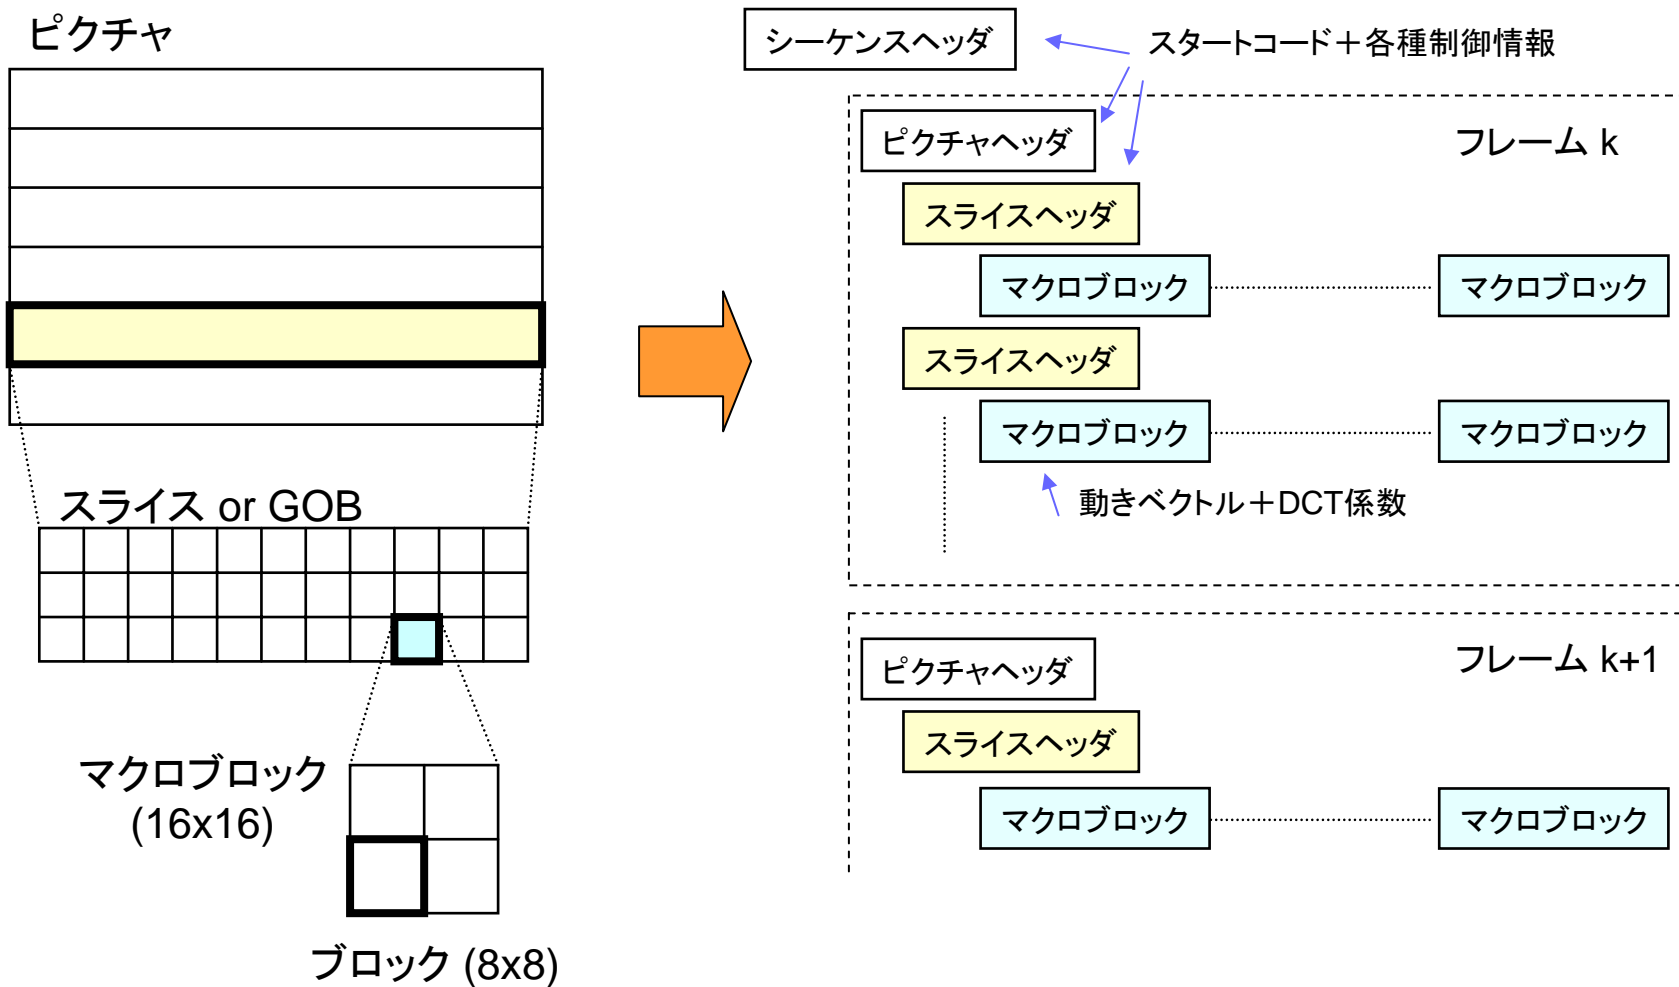 ピクチャ
スライス or GOB
マクロブロック
(16x16)
ブロック (8x8)
シーケンスヘッダ
スタートコード＋各種制御情報
ピクチャヘッダ
フレーム k
スライスヘッダ
マクロブロック
マクロブロック
スライスヘッダ
マクロブロック
マクロブロック
動きベクトル＋DCT係数
ピクチャヘッダ
フレーム k+1
スライスヘッダ
マクロブロック
マクロブロック